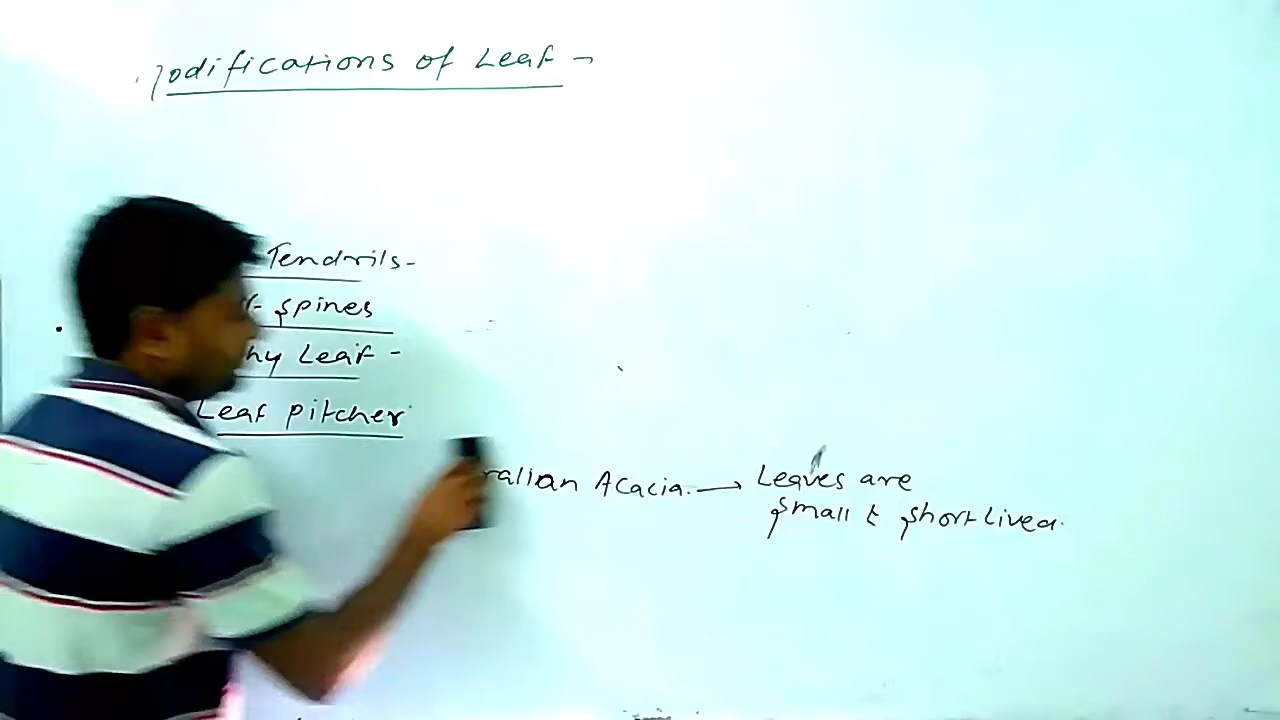 odifications of Leaf -
Tendrils-
spines
hy Leaf -
Leaf pitcher
ralian Acacia. → Leaves are
small & short lived.